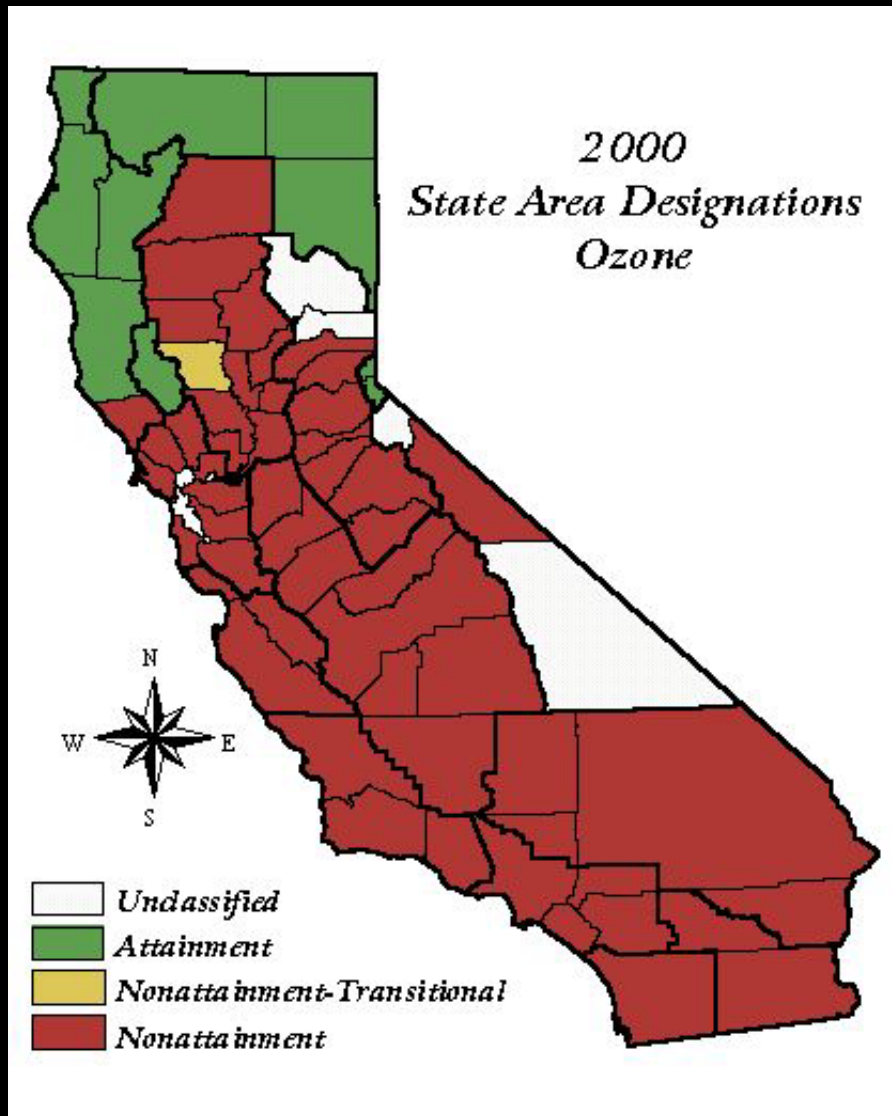 2000
State Area Designations
Ozone
N
W E
S
Unclassified
Attainment
Nonattainment-Transitional
Nonattainment